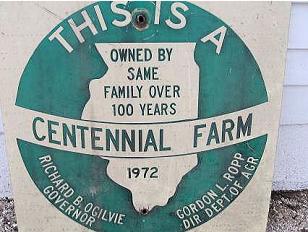 THIS IS A
OWNED BY
SAME
FAMILY OVER
100 YEARS
CENTENNIAL FARM
1972
RICHARD B. OGILVIE
GOVERNOR
GORDON L. ROPP
DIR. DEPT. OF AGR.